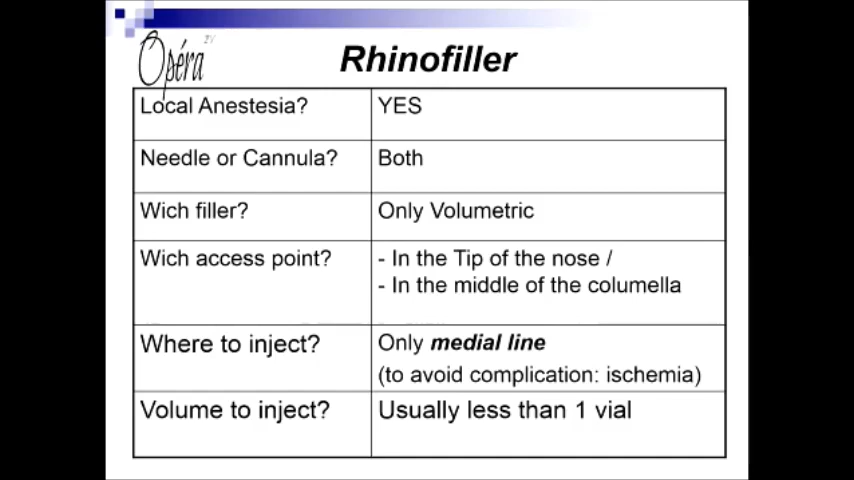 Opéra
Rhinofiller
Local Anestesia? YES
Needle or Cannula? Both
Wich filler? Only Volumetric
Wich access point? - In the Tip of the nose /
- In the middle of the columella
Where to inject? Only medial line
(to avoid complication: ischemia)
Volume to inject? Usually less than 1 vial